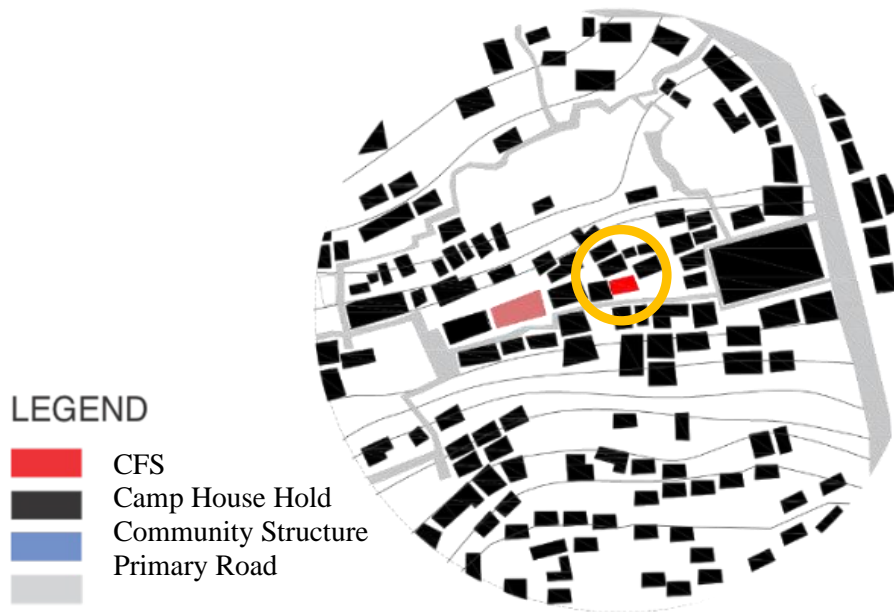 LEGEND
CFS
Camp House Hold
Community Structure
Primary Road